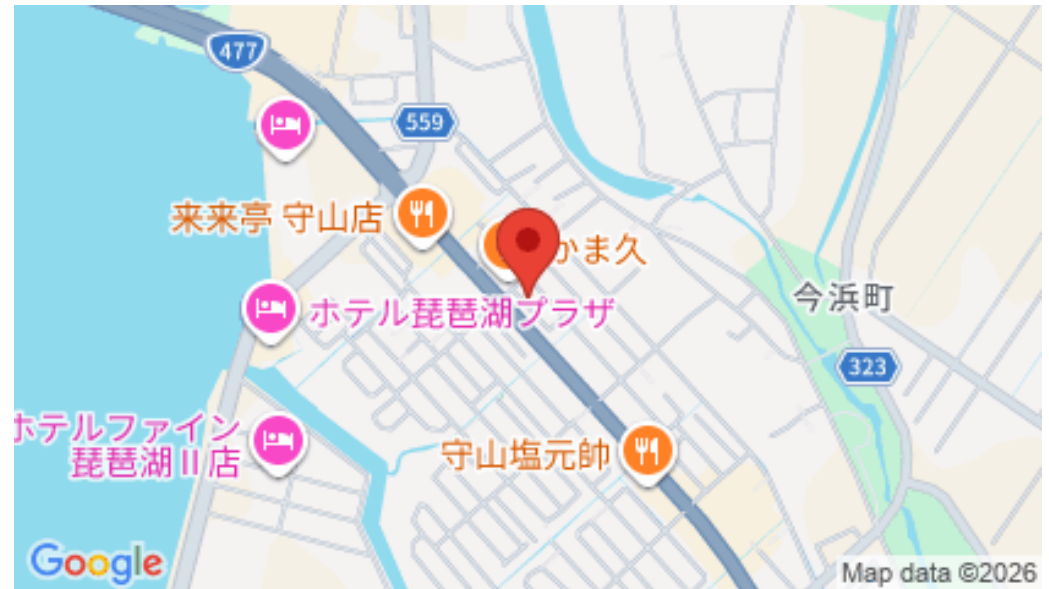 477
559
来来亭 守山店
かま久
今浜町
ホテル琵琶湖プラザ
323
ホテルファイン
琵琶湖Ⅱ店
守山塩元帥
Google
Map data ©2026